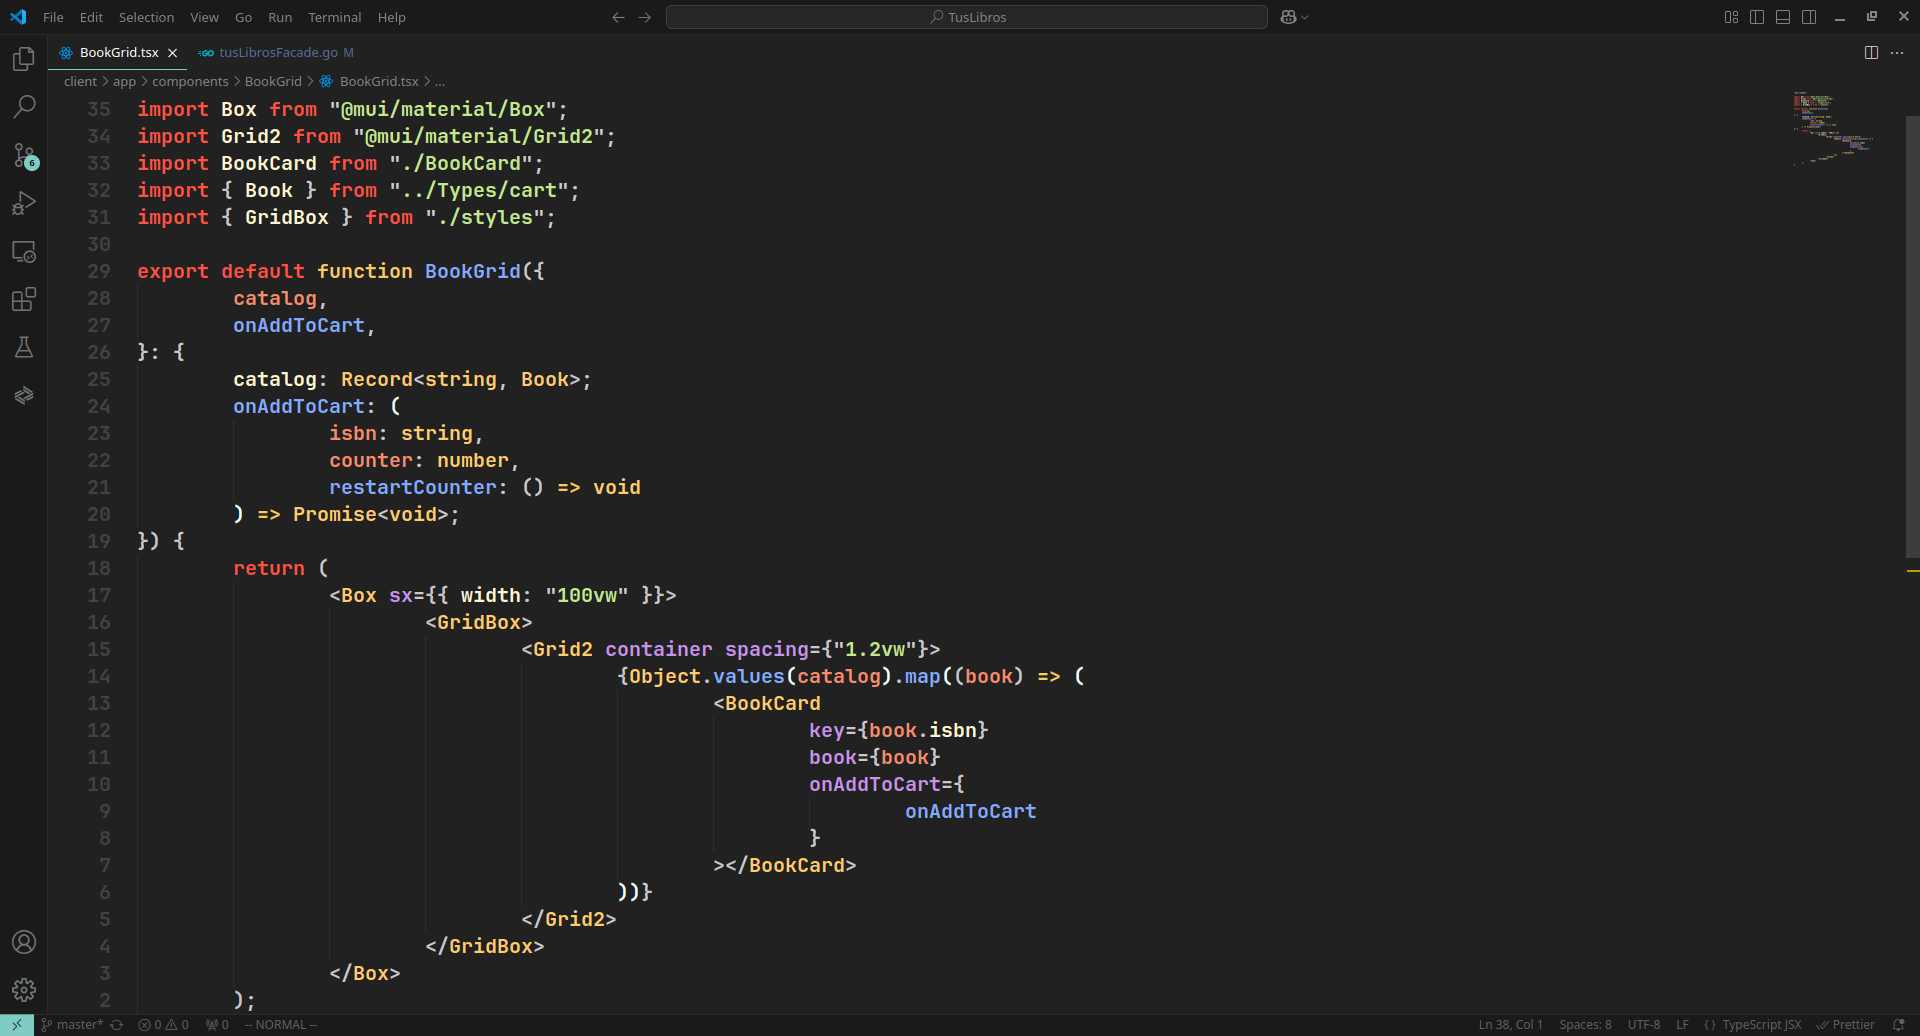 File Edit Selection View Go Run Terminal Help
TusLibros
BookGrid.tsx
tusLibrosFacade.go M
client > app > components > BookGrid > BookGrid.tsx > ...
35 import Box from "@mui/material/Box";
34 import Grid2 from "@mui/material/Grid2";
33 import BookCard from "./BookCard";
32 import { Book } from "../Types/cart";
31 import { GridBox } from "./styles";
30
29 export default function BookGrid({
28 catalog,
27 onAddToCart,
26 }: {
25 catalog: Record<string, Book>;
24 onAddToCart: (
23 isbn: string,
22 counter: number,
21 restartCounter: () => void
20 ) => Promise<void>;
19 }) {
18 return (
17 <Box sx={{ width: "100vw" }}>
16 <GridBox>
15 <Grid2 container spacing={"1.2vw"}>
14 {Object.values(catalog).map((book) => (
13 <BookCard
12 key={book.isbn}
11 book={book}
10 onAddToCart={
9 onAddToCart
8 }
7 ></BookCard>
6 ))}
5 </Grid2>
4 </GridBox>
3 </Box>
2 );
6
master* 0 0 0 -- NORMAL --
Ln 38, Col 1 Spaces: 8 UTF-8 LF {} TypeScript JSX Prettier